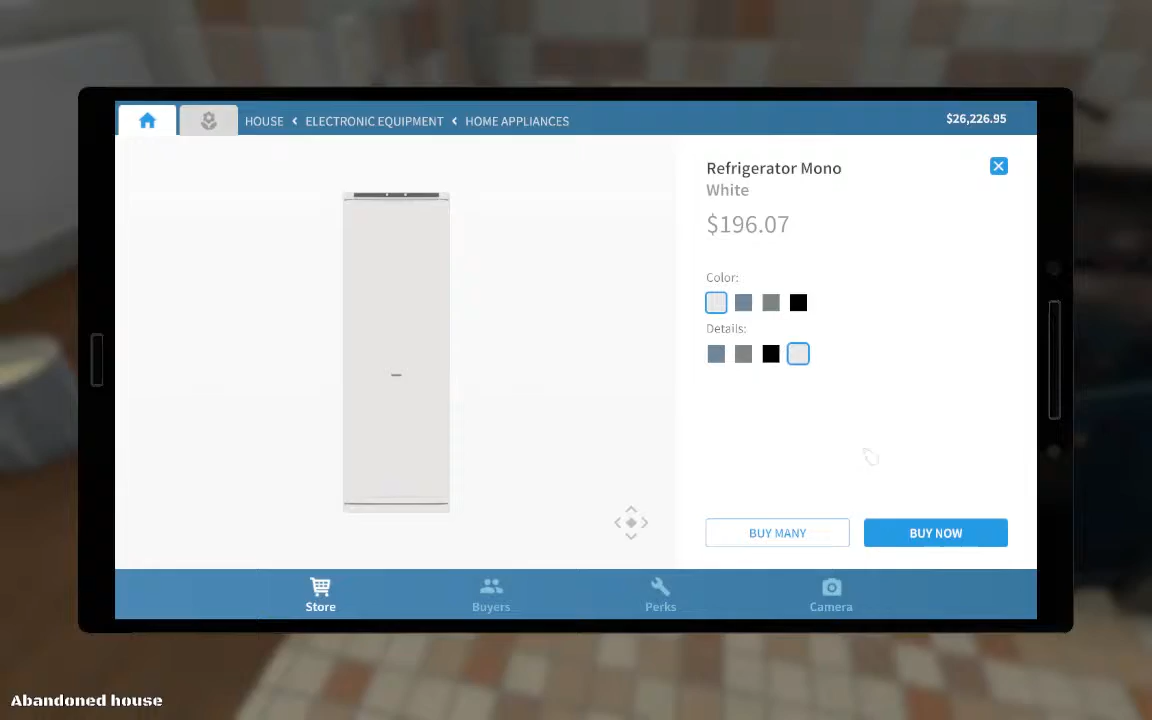 HOUSE < ELECTRONIC EQUIPMENT < HOME APPLIANCES
$26,226.95
Refrigerator Mono
White
$196.07
Color:
Details:
BUY MANY
BUY NOW
Store
Buyers
Perks
Camera
Abandoned house